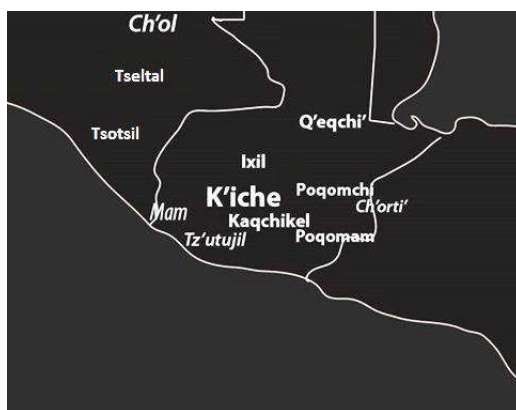 Ch'ol
Tseltal
Tsotsil
Q'eqchi'
Ixil
K'iche
Poqomchi
Ch'orti'
Mam
Kaqchikel
Tz'utujil
Poqomam